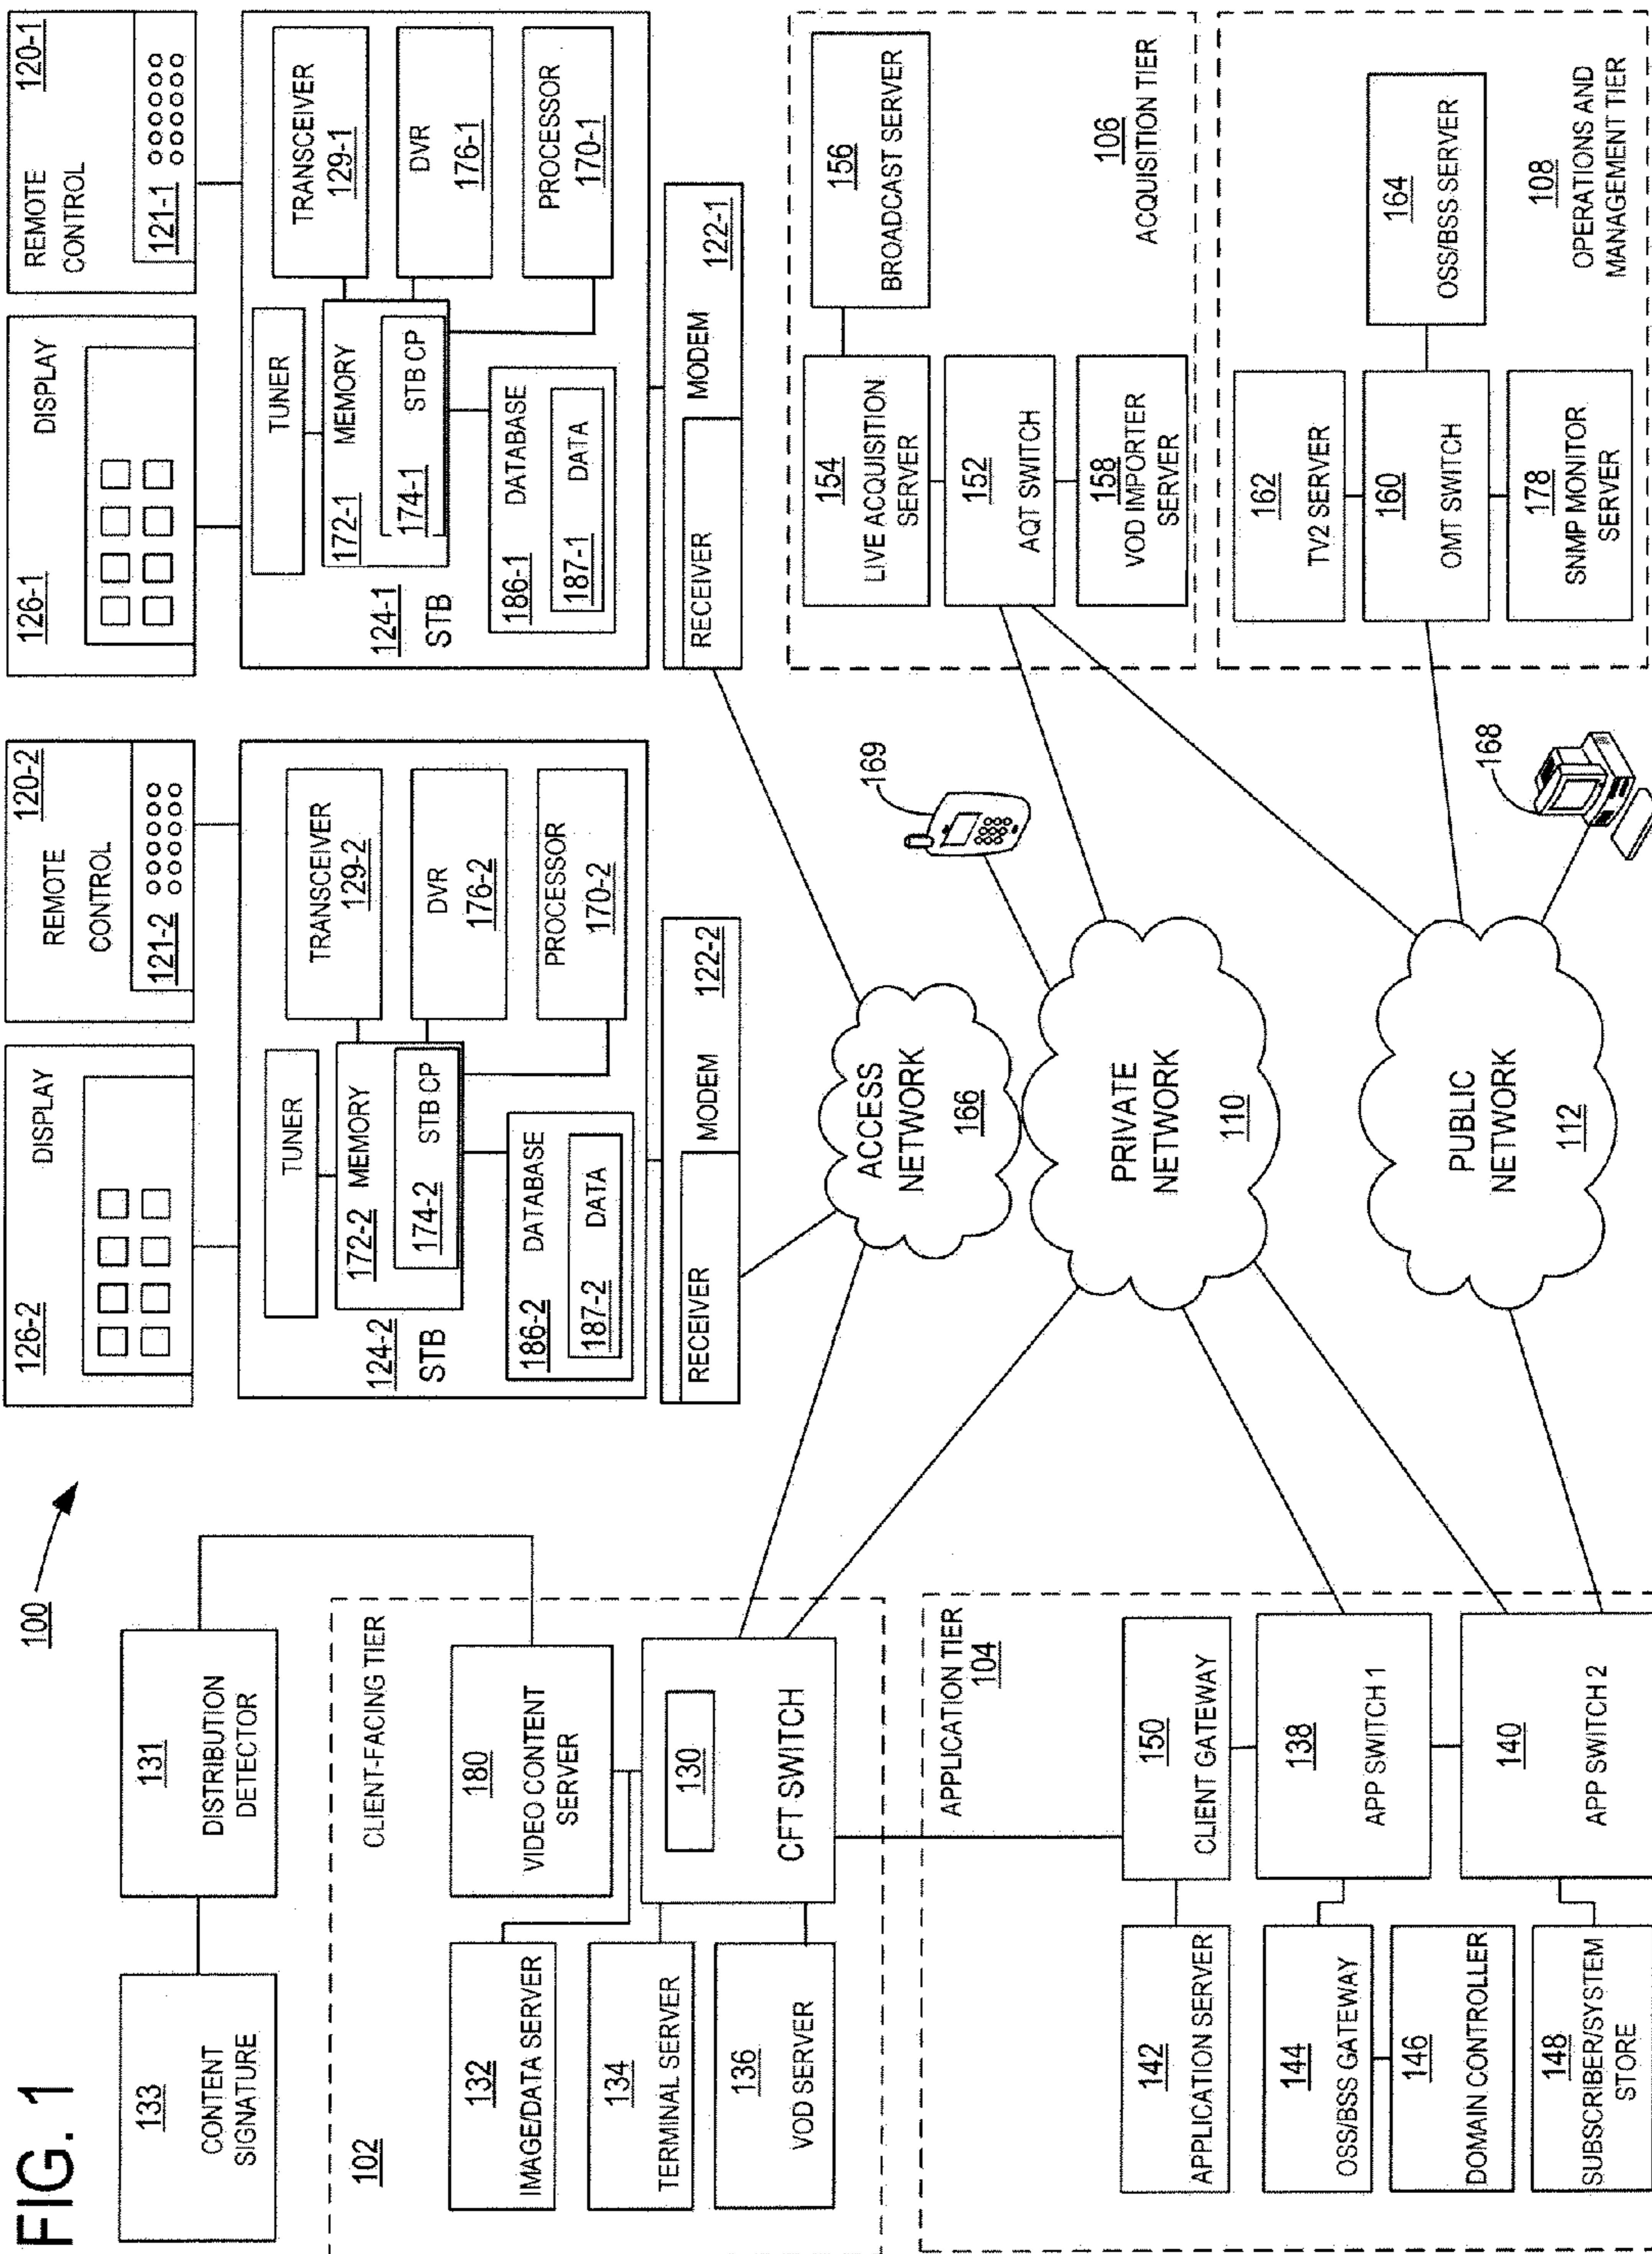 FIG. 1
100
133
CONTENT
SIGNATURE
131
DISTRIBUTION
DETECTOR
102
CLIENT-FACING TIER
132
IMAGE/DATA SERVER
180
VIDEO CONTENT
SERVER
134
TERMINAL SERVER
136
VOD SERVER
130
CFT SWITCH
APPLICATION TIER
104
142
APPLICATION SERVER
150
CLIENT GATEWAY
144
OSS/BSS GATEWAY
138
APP SWITCH 1
146
DOMAIN CONTROLLER
148
SUBSCRIBER/SYSTEM
STORE
140
APP SWITCH 2
126-2
DISPLAY
REMOTE
CONTROL
120-2
121-2
TUNER
172-2
MEMORY
174-2
STB CP
TRANSCEIVER
129-2
DVR
176-2
PROCESSOR
170-2
124-2
STB
186-2
DATABASE
187-2
DATA
RECEIVER
MODEM
122-2
126-1
DISPLAY
REMOTE
CONTROL
120-1
121-1
TUNER
172-1
MEMORY
174-1
STB CP
TRANSCEIVER
129-1
DVR
176-1
PROCESSOR
170-1
124-1
STB
186-1
DATABASE
187-1
DATA
RECEIVER
MODEM
122-1
ACCESS
NETWORK
166
169
PRIVATE
NETWORK
110
PUBLIC
NETWORK
112
168
154
LIVE ACQUISITION
SERVER
156
BROADCAST SERVER
152
AQT SWITCH
158
VOD IMPORTER
SERVER
106
ACQUISITION TIER
162
TV2 SERVER
160
OMT SWITCH
164
OSS/BSS SERVER
178
SNMP MONITOR
SERVER
108
OPERATIONS AND
MANAGEMENT TIER